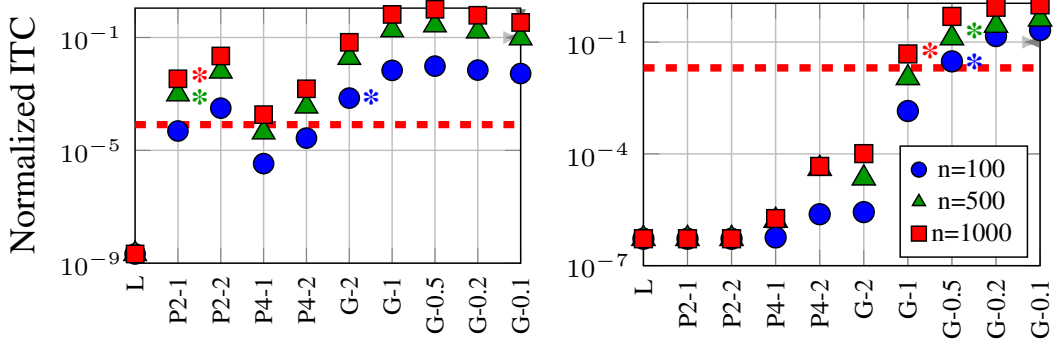 Normalized ITC
10^{-1}
10^{-5}
10^{-9}
L
P2-1
P2-2
P4-1
P4-2
G-2
G-1
G-0.5
G-0.2
G-0.1
*
*
*
10^{-1}
10^{-4}
10^{-7}
L
P2-1
P2-2
P4-1
P4-2
G-2
G-1
G-0.5
G-0.2
G-0.1
*
*
*
n=100
n=500
n=1000